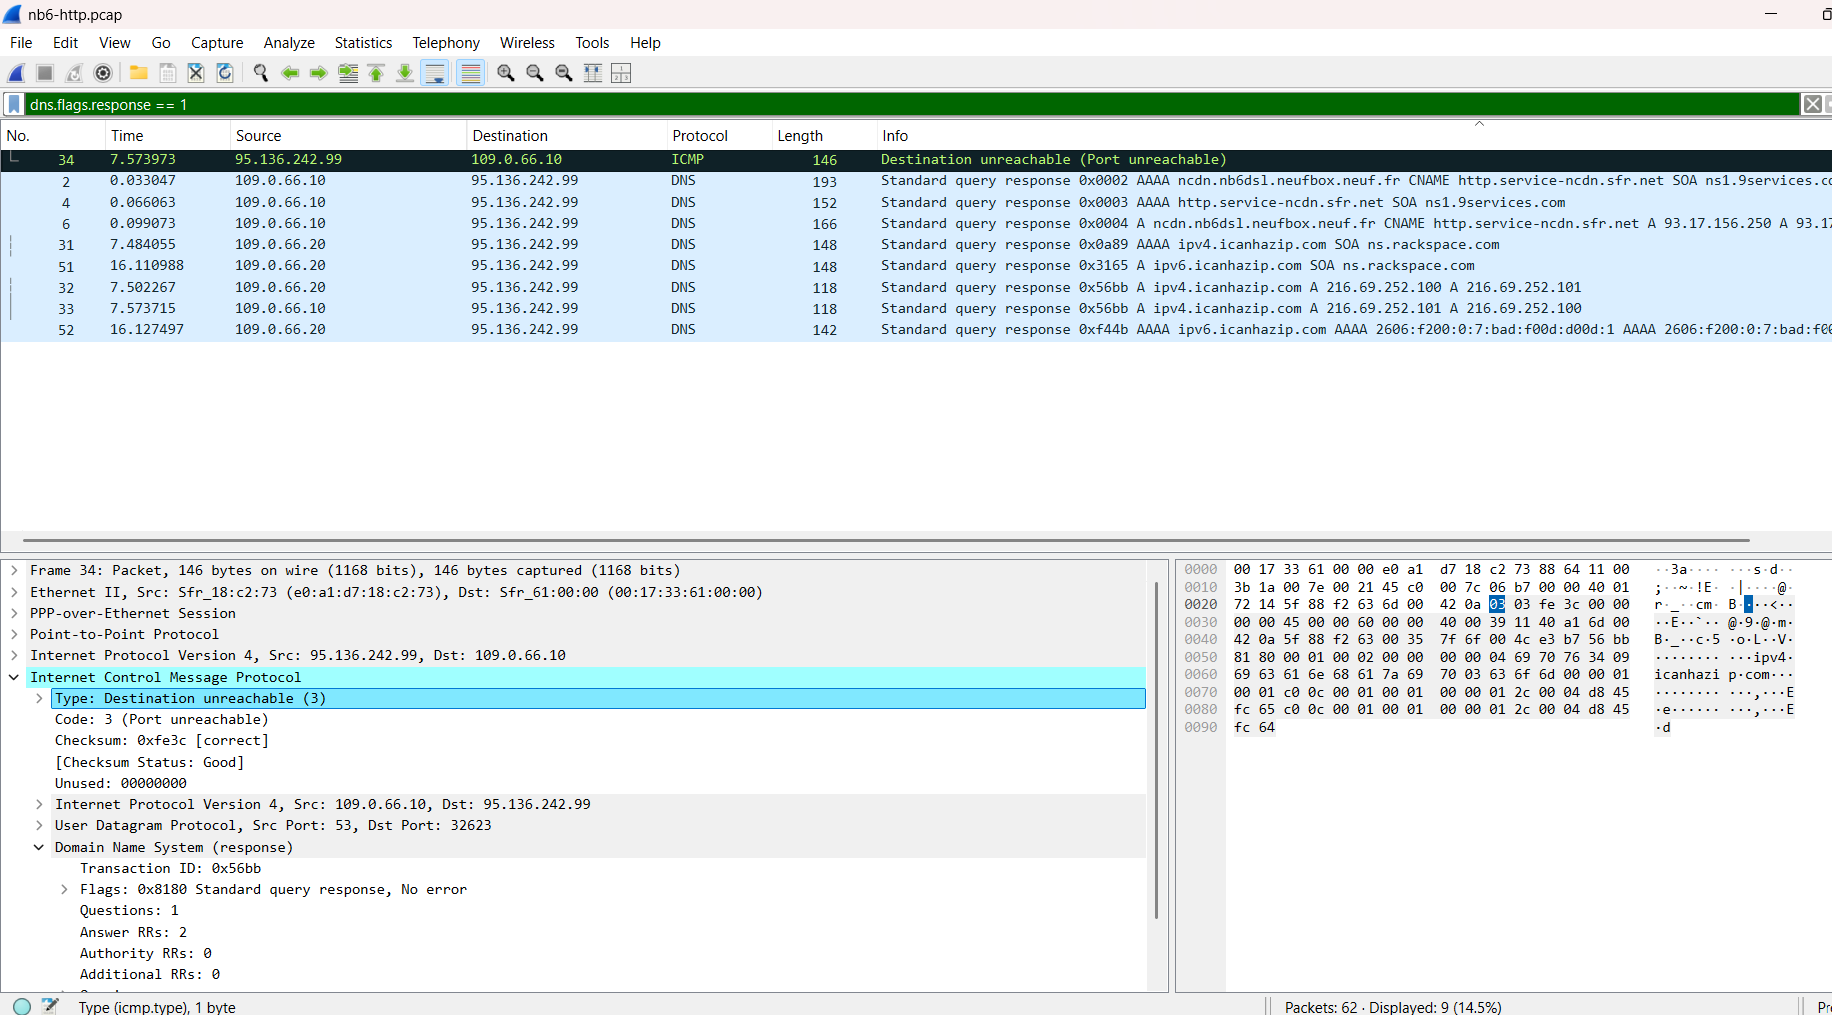 nb6-http.pcap
File Edit View Go Capture Analyze Statistics Telephony Wireless Tools Help
dns.flags.response == 1
No. Time Source Destination Protocol Length Info
34 7.573973 95.136.242.99 109.0.66.10 ICMP 146 Destination unreachable (Port unreachable)
2 0.033047 109.0.66.10 95.136.242.99 DNS 193 Standard query response 0x0002 AAAA ncdn.nb6dsl.neufbox.neuf.fr CNAME http.service-ncdn.sfr.net SOA ns1.9services.co
4 0.066063 109.0.66.10 95.136.242.99 DNS 152 Standard query response 0x0003 AAAA http.service-ncdn.sfr.net SOA ns1.9services.com
6 0.099073 109.0.66.10 95.136.242.99 DNS 166 Standard query response 0x0004 A ncdn.nb6dsl.neufbox.neuf.fr CNAME http.service-ncdn.sfr.net A 93.17.156.250 A 93.17
31 7.484055 109.0.66.20 95.136.242.99 DNS 148 Standard query response 0x0a89 AAAA ipv4.icanhazip.com SOA ns.rackspace.com
51 16.110988 109.0.66.20 95.136.242.99 DNS 148 Standard query response 0x3165 A ipv6.icanhazip.com SOA ns.rackspace.com
32 7.502267 109.0.66.20 95.136.242.99 DNS 118 Standard query response 0x56bb A ipv4.icanhazip.com A 216.69.252.100 A 216.69.252.101
33 7.573715 109.0.66.10 95.136.242.99 DNS 118 Standard query response 0x56bb A ipv4.icanhazip.com A 216.69.252.101 A 216.69.252.100
52 16.127497 109.0.66.20 95.136.242.99 DNS 142 Standard query response 0xf44b AAAA ipv6.icanhazip.com AAAA 2606:f200:0:7:bad:f00d:d00d:1 AAAA 2606:f200:0:7:bad:f00
Frame 34: Packet, 146 bytes on wire (1168 bits), 146 bytes captured (1168 bits)
Ethernet II, Src: Sfr_18:c2:73 (e0:a1:d7:18:c2:73), Dst: Sfr_61:00:00 (00:17:33:61:00:00)
PPP-over-Ethernet Session
Point-to-Point Protocol
Internet Protocol Version 4, Src: 95.136.242.99, Dst: 109.0.66.10
Internet Control Message Protocol
Type: Destination unreachable (3)
Code: 3 (Port unreachable)
Checksum: 0xfe3c [correct]
[Checksum Status: Good]
Unused: 00000000
Internet Protocol Version 4, Src: 109.0.66.10, Dst: 95.136.242.99
User Datagram Protocol, Src Port: 53, Dst Port: 32623
Domain Name System (response)
Transaction ID: 0x56bb
Flags: 0x8180 Standard query response, No error
Questions: 1
Answer RRs: 2
Authority RRs: 0
Additional RRs: 0
0000 00 17 33 61 00 00 e0 a1 d7 18 c2 73 88 64 11 00 ··3a···· ···s·d··
0010 3b 1a 00 7e 00 21 45 c0 00 7c 06 b7 00 00 40 01 ;··~·!E· ·|····@·
0020 72 14 5f 88 f2 63 6d 00 42 0a 03 03 fe 3c 00 00 r·_··cm· B····<··
0030 00 00 45 00 00 60 00 00 40 00 39 11 40 a1 6d 00 ··E··`·· @·9·@·m·
0040 42 0a 5f 88 f2 63 00 35 7f 6f 00 4c e3 b7 56 bb B·_··c·5 ·o·L··V·
0050 81 80 00 01 00 02 00 00 00 00 04 69 70 76 34 09 ········ ···ipv4·
0060 69 63 61 6e 68 61 7a 69 70 03 63 6f 6d 00 00 01 icanhazi p·com···
0070 00 01 c0 0c 00 01 00 01 00 00 01 2c 00 04 d8 45 ········ ···,···E
0080 fc 65 c0 0c 00 01 00 01 00 00 01 2c 00 04 d8 45 ·e······ ···,···E
0090 fc 64 ·d
Type (icmp.type), 1 byte
Packets: 62 · Displayed: 9 (14.5%)